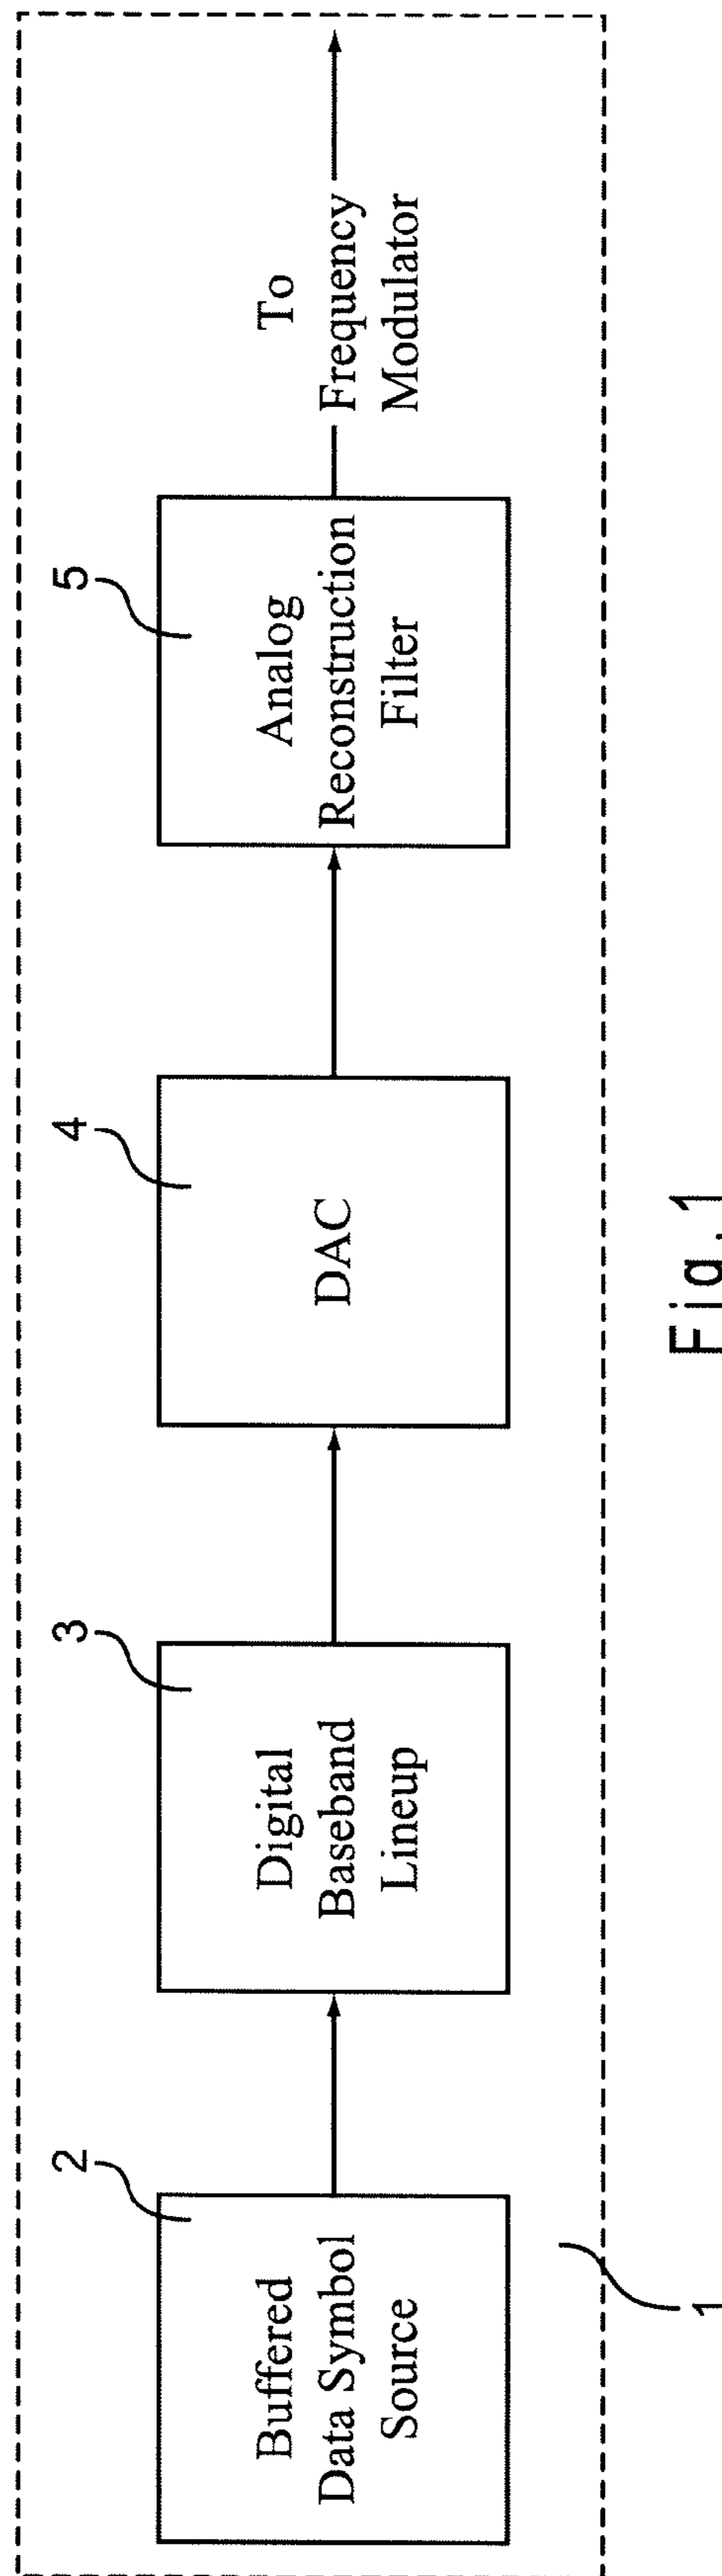 2
Buffered
Data Symbol
Source
3
Digital
Baseband
Lineup
4
DAC
5
Analog
Reconstruction
Filter
To
Frequency
Modulator
1
Fig. 1